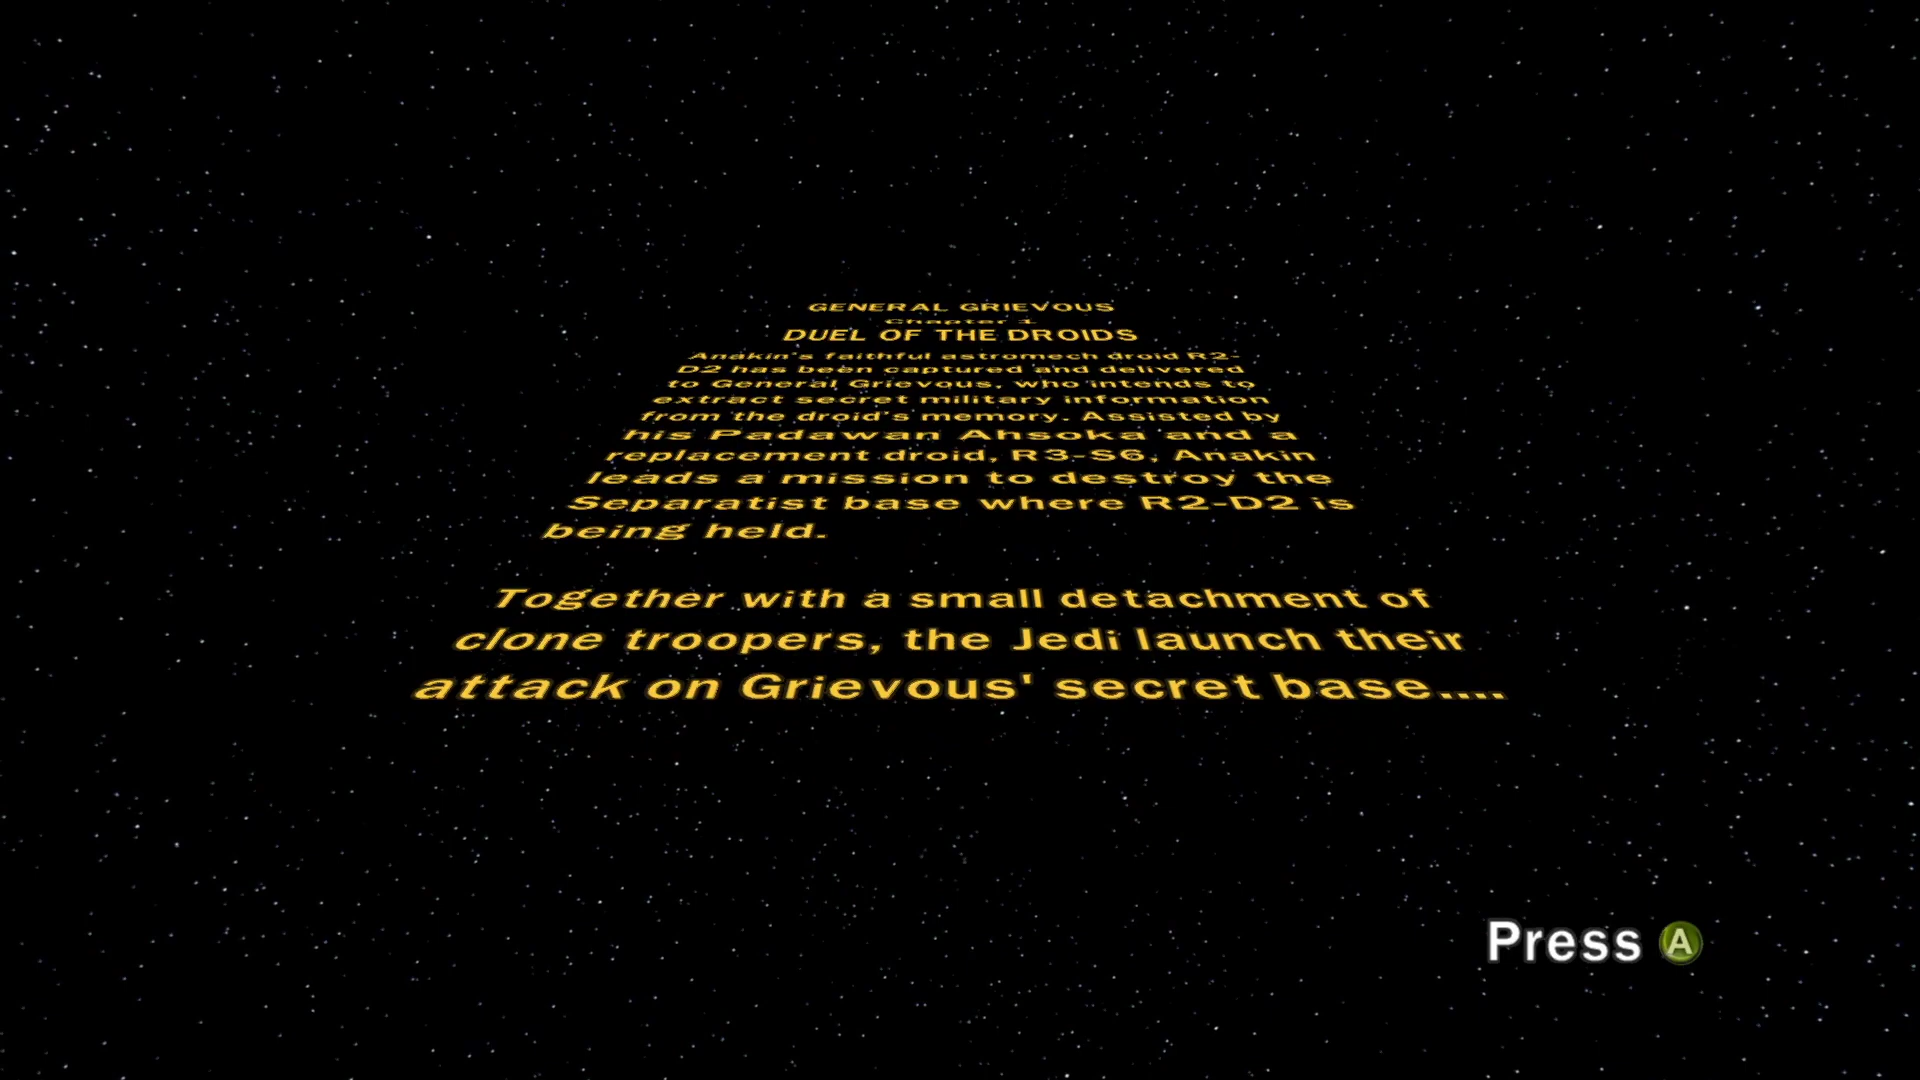 GENERAL GRIEVOUS
Chapter 1
DUEL OF THE DROIDS
Anakin's faithful astromech droid R2-
D2 has been captured and delivered
to General Grievous, who intends to
extract secret military information
from the droid's memory. Assisted by
his Padawan Ahsoka and a
replacement droid, R3-S6, Anakin
leads a mission to destroy the
Separatist base where R2-D2 is
being held.
Together with a small detachment of
clone troopers, the Jedi launch their
attack on Grievous' secret base....
Press A